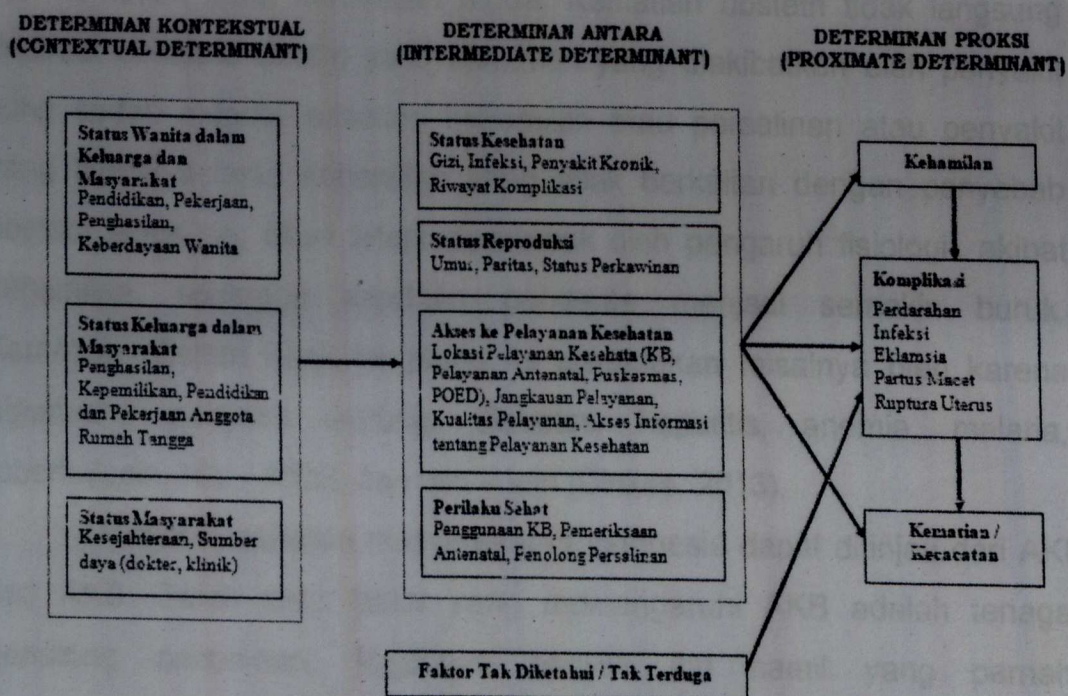 DETERMINAN KONTEKSTUAL
(CONTEXTUAL DETERMINANT)
Status Wanita dalam
Keluarga dan
Masyarakat
Pendidikan, Pekerjaan,
Penghasilan,
Keberdayaan Wanita
Status Keluarga dalam
Masyarakat
Penghasilan,
Kepemilikan, Pendidikan
dan Pekerjaan Anggota
Rumah Tangga
Status Masyarakat
Kesejahteraan, Sumber
daya (dokter, klinik)
DETERMINAN ANTARA
(INTERMEDIATE DETERMINANT)
Status Kesehatan
Gizi, Infeksi, Penyakit Kronik,
Riwayat Komplikasi
Status Reproduksi
Umur, Paritas, Status Perkawinan
Akses ke Pelayanan Kesehatan
Lokasi Pelayanan Kesehata (KB,
Pelayanan Antenatal, Puskesmas,
POED), Jangkauan Pelayanan,
Kualitas Pelayanan, Akses Informasi
tentang Pelayanan Kesehatan
Perilaku Sehat
Penggunaan KB, Pemeriksaan
Antenatal, Penolong Persalinan
Faktor Tak Diketahui / Tak Terduga
DETERMINAN PROKSI
(PROXIMATE DETERMINANT)
Kehamilan
Komplikasi
Perdarahan
Infeksi
Eklamsia
Partus Macet
Ruptura Uterus
Kematian /
Kecacatan